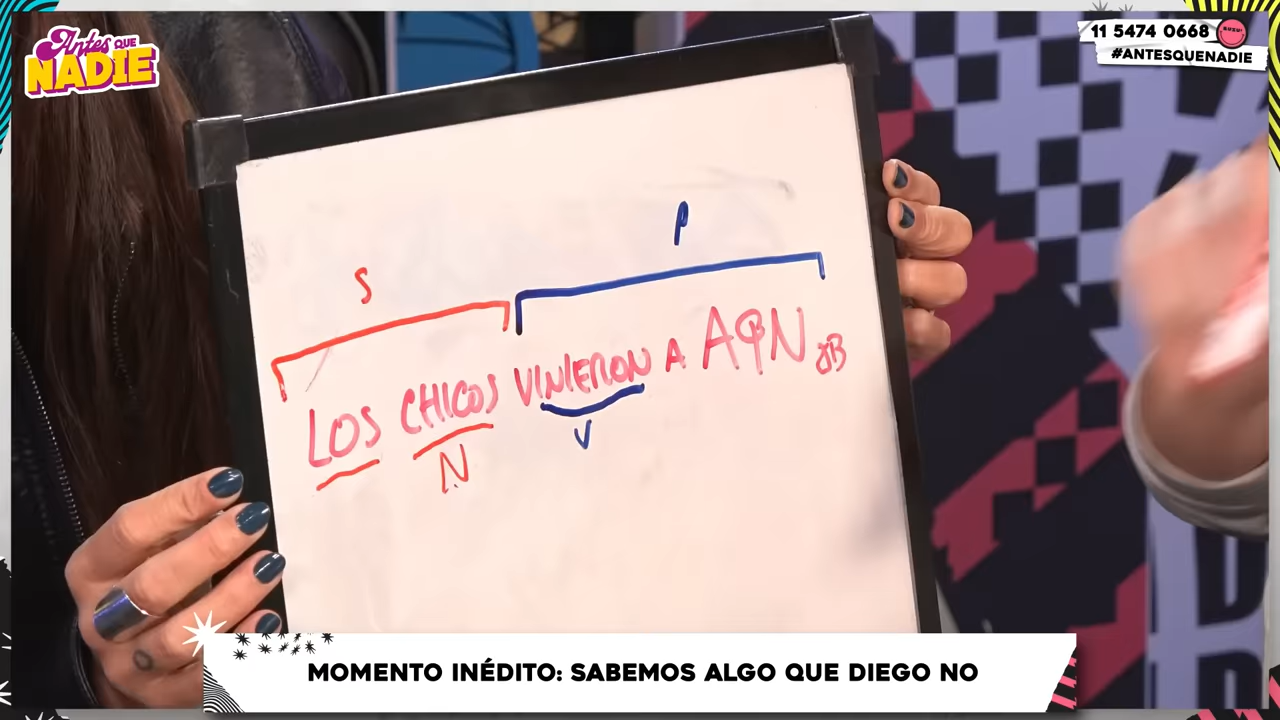 Antes QUE
NADIE
11 5474 0668
#ANTESQUENADIE
S
P
LOS CHICOS VINIERON A AQN
N
V
MOMENTO INÉDITO: SABEMOS ALGO QUE DIEGO NO